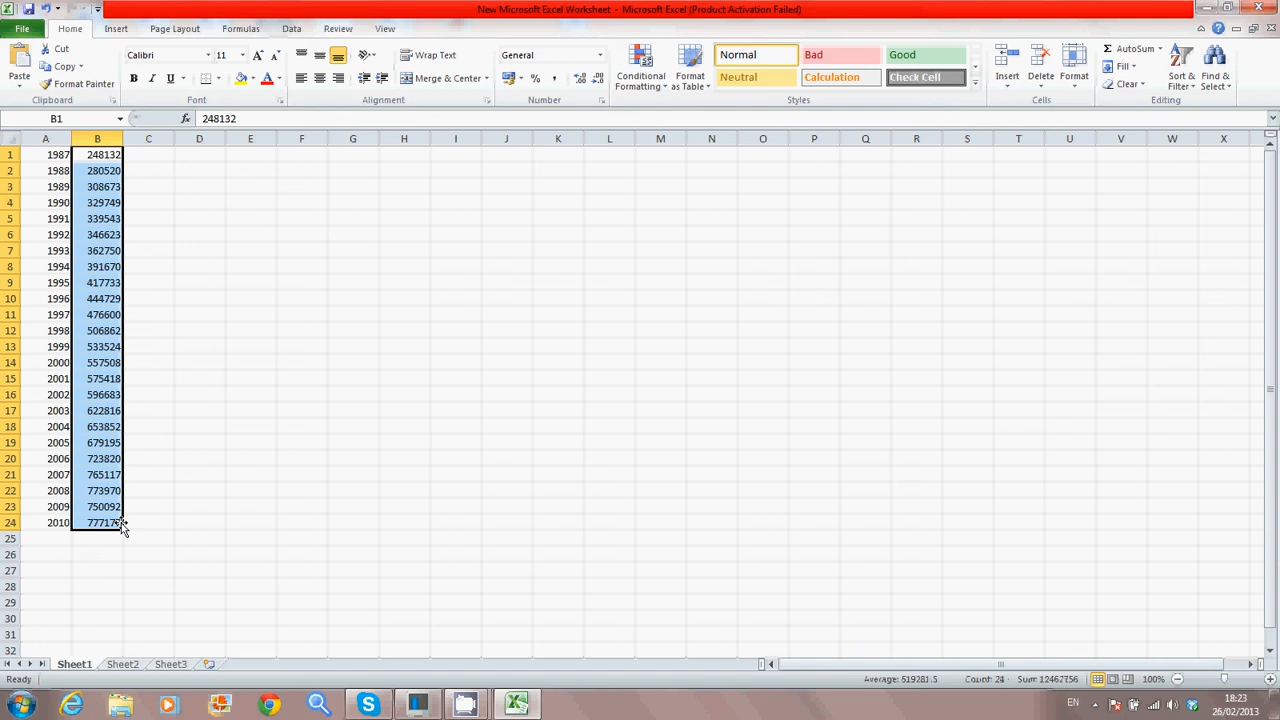 New Microsoft Excel Worksheet - Microsoft Excel (Product Activation Failed)
File Home Insert Page Layout Formulas Data Review View
Paste
Cut
Copy
Format Painter
Clipboard
Calibri 11
B I U
Font
Wrap Text
Merge & Center
Alignment
General
%
Number
Conditional Formatting
Format as Table
Normal Bad Good
Neutral Calculation Check Cell
Styles
Insert Delete Format
Cells
AutoSum
Fill
Clear
Sort & Filter
Find & Select
Editing
B1 fx 248132
A B C D E F G H I J K L M N O P Q R S T U V W X
1 1987 248132
2 1988 280520
3 1989 308673
4 1990 329749
5 1991 339543
6 1992 346623
7 1993 362750
8 1994 391670
9 1995 417733
10 1996 444729
11 1997 476600
12 1998 506862
13 1999 533524
14 2000 557508
15 2001 575418
16 2002 596683
17 2003 622816
18 2004 653852
19 2005 679195
20 2006 723820
21 2007 765117
22 2008 773970
23 2009 750092
24 2010
25
26
27
28
29
30
31
32
Sheet1 Sheet2 Sheet3
Ready Average: 519281.5 Count: 24 Sum: 12462756 100%
EN 8:23
26/02/2013